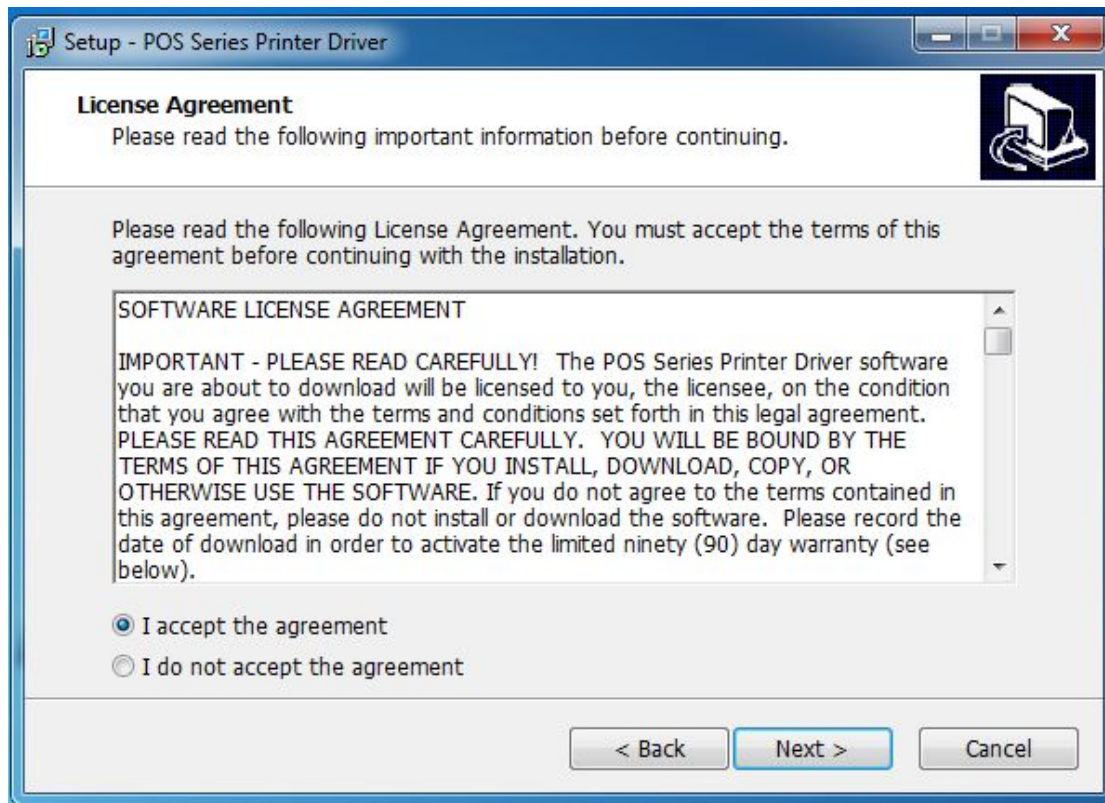 Setup - POS Series Printer Driver
License Agreement
Please read the following important information before continuing.
Please read the following License Agreement. You must accept the terms of this
agreement before continuing with the installation.
SOFTWARE LICENSE AGREEMENT
IMPORTANT - PLEASE READ CAREFULLY!  The POS Series Printer Driver software
you are about to download will be licensed to you, the licensee, on the condition
that you agree with the terms and conditions set forth in this legal agreement.
PLEASE READ THIS AGREEMENT CAREFULLY.  YOU WILL BE BOUND BY THE
TERMS OF THIS AGREEMENT IF YOU INSTALL, DOWNLOAD, COPY, OR
OTHERWISE USE THE SOFTWARE. If you do not agree to the terms contained in
this agreement, please do not install or download the software.  Please record the
date of download in order to activate the limited ninety (90) day warranty (see
below).
I accept the agreement
I do not accept the agreement
< Back Next > Cancel